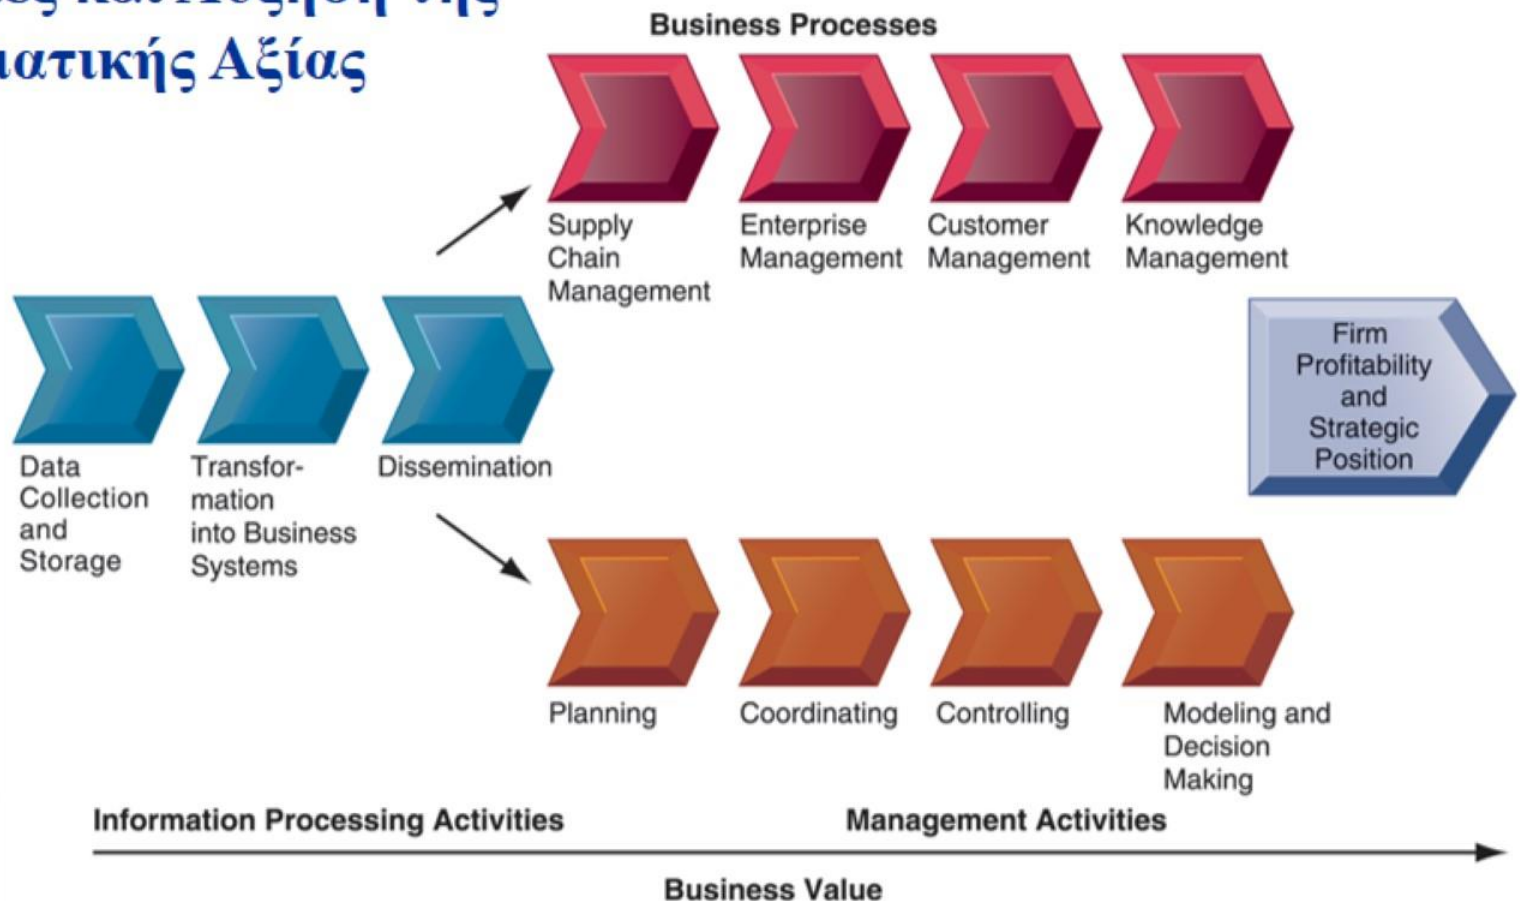 Αξίας
Business Processes
Supply
Chain
Management
Enterprise
Management
Customer
Management
Knowledge
Management
Data
Collection
and
Storage
Transfor-
mation
into Business
Systems
Dissemination
Firm
Profitability
and
Strategic
Position
Planning
Coordinating
Controlling
Modeling and
Decision
Making
Information Processing Activities
Management Activities
Business Value